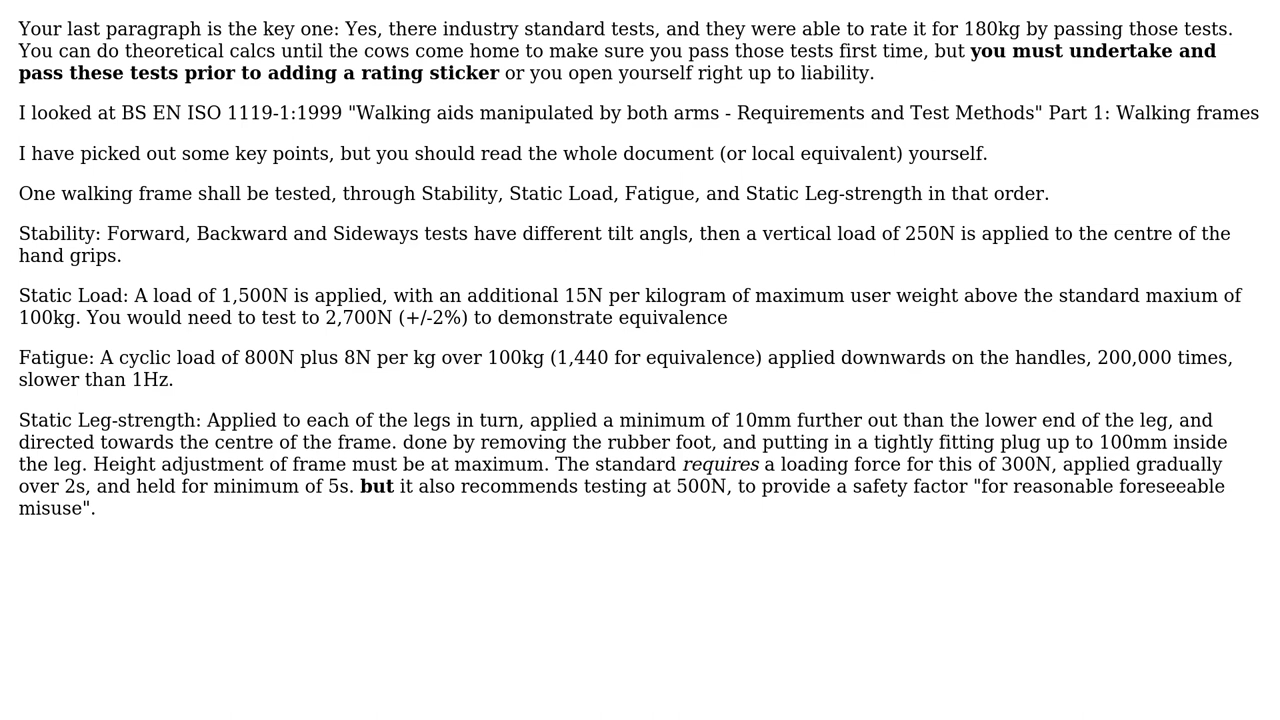 Your last paragraph is the key one: Yes, there industry standard tests, and they were able to rate it for 180kg by passing those tests.
You can do theoretical calcs until the cows come home to make sure you pass those tests first time, but you must undertake and
pass these tests prior to adding a rating sticker or you open yourself right up to liability.
I looked at BS EN ISO 1119-1:1999 "Walking aids manipulated by both arms - Requirements and Test Methods" Part 1: Walking frames
I have picked out some key points, but you should read the whole document (or local equivalent) yourself.
One walking frame shall be tested, through Stability, Static Load, Fatigue, and Static Leg-strength in that order.
Stability: Forward, Backward and Sideways tests have different tilt angls, then a vertical load of 250N is applied to the centre of the
hand grips.
Static Load: A load of 1,500N is applied, with an additional 15N per kilogram of maximum user weight above the standard maxium of
100kg. You would need to test to 2,700N (+/-2%) to demonstrate equivalence
Fatigue: A cyclic load of 800N plus 8N per kg over 100kg (1,440 for equivalence) applied downwards on the handles, 200,000 times,
slower than 1Hz.
Static Leg-strength: Applied to each of the legs in turn, applied a minimum of 10mm further out than the lower end of the leg, and
directed towards the centre of the frame. done by removing the rubber foot, and putting in a tightly fitting plug up to 100mm inside
the leg. Height adjustment of frame must be at maximum. The standard requires a loading force for this of 300N, applied gradually
over 2s, and held for minimum of 5s. but it also recommends testing at 500N, to provide a safety factor "for reasonable foreseeable
misuse".